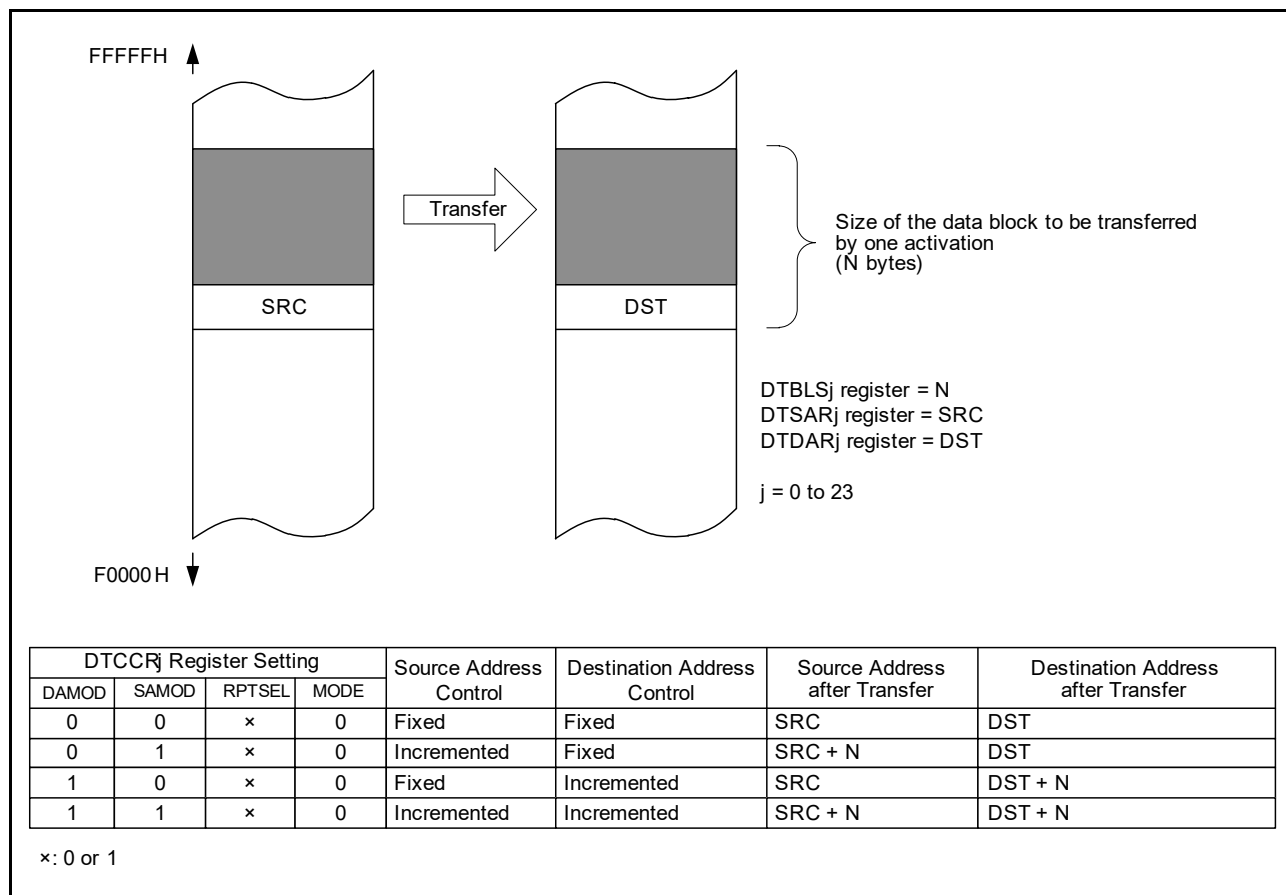 FFFFFH
Transfer
Size of the data block to be transferred
by one activation
(N bytes)
SRC
DST
DTBLSj register = N
DTSARj register = SRC
DTDARj register = DST
j = 0 to 23
F0000H
DTCCRj Register Setting
Source Address Control
Destination Address Control
Source Address after Transfer
Destination Address after Transfer
DAMOD SAMOD RPTSEL MODE
0 0 × 0 Fixed Fixed SRC DST
0 1 × 0 Incremented Fixed SRC + N DST
1 0 × 0 Fixed Incremented SRC DST + N
1 1 × 0 Incremented Incremented SRC + N DST + N
×: 0 or 1